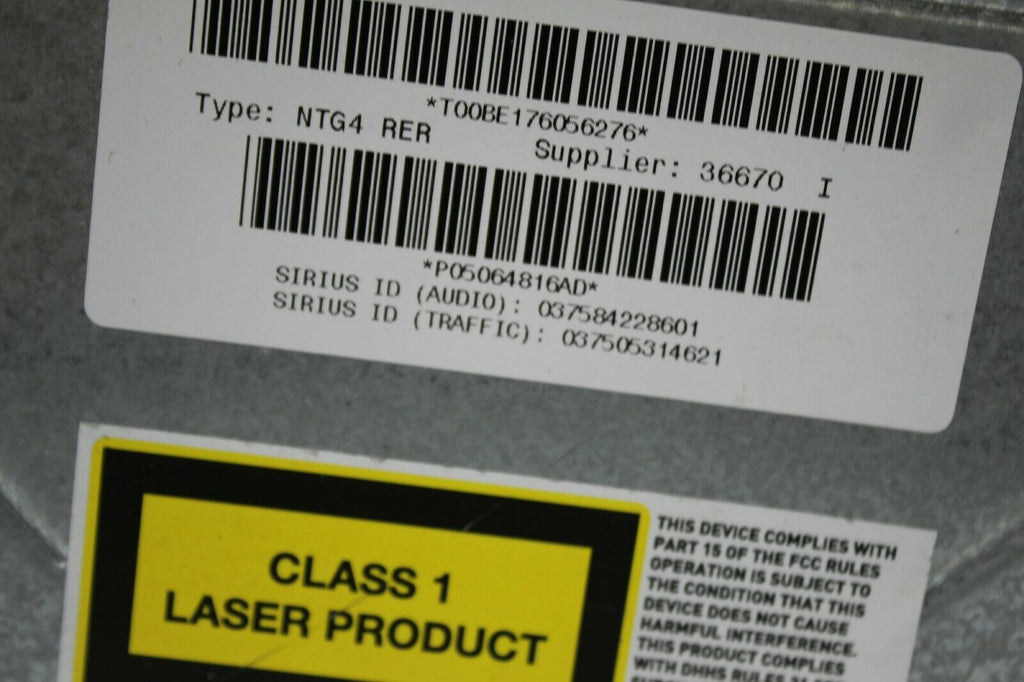 *T00BE176056276*
Type: NTG4 RER
Supplier: 36670 I
*P05064816AD*
SIRIUS ID (AUDIO): 037584228601
SIRIUS ID (TRAFFIC): 037505314621
CLASS 1
LASER PRODUCT
THIS DEVICE COMPLIES WITH
PART 15 OF THE FCC RULES
OPERATION IS SUBJECT TO
THE CONDITION THAT THIS
DEVICE DOES NOT CAUSE
HARMFUL INTERFERENCE.
THIS PRODUCT COMPLIES
WITH DHHS RULES